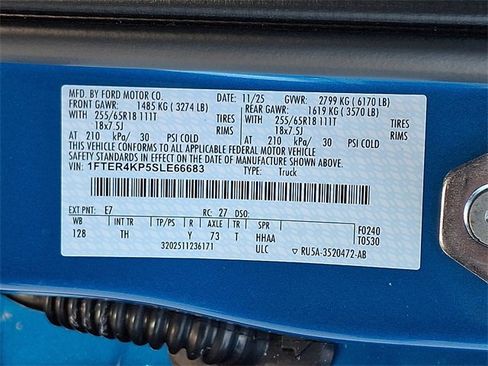 MFD. BY FORD MOTOR CO. 11/25 GVWR: 2799 KG ( 6170 LB)
FRONT GAWR: 1485 KG ( 3274 LB) REAR GAWR: 1619 KG ( 3570 LB)
WITH 255/65R18 111T TIRES WITH 255/65R18 111T TIRES
18x7.5J RIMS 18x7.5J RIMS
AT 210 kPa/ 30 PSI COLD AT 210 kPa/ 30 PSI COLD
THIS VEHICLE CONFORMS TO ALL APPLICABLE FEDERAL MOTOR VEHICLE
SAFETY STANDARDS IN EFFECT ON THE DATE OF MANUFACTURE SHOWN ABOVE.
VIN: 1FTER4KP5SLE66683 TYPE: Truck
EXT PNT: E7 RC: 27 DSO: F0240
WB INT TR TP/PS R AXLE TR SPR T0530
128 TH Y 73 T HHAA
3202511236171 ULC ▽ RU5A-3520472-AB